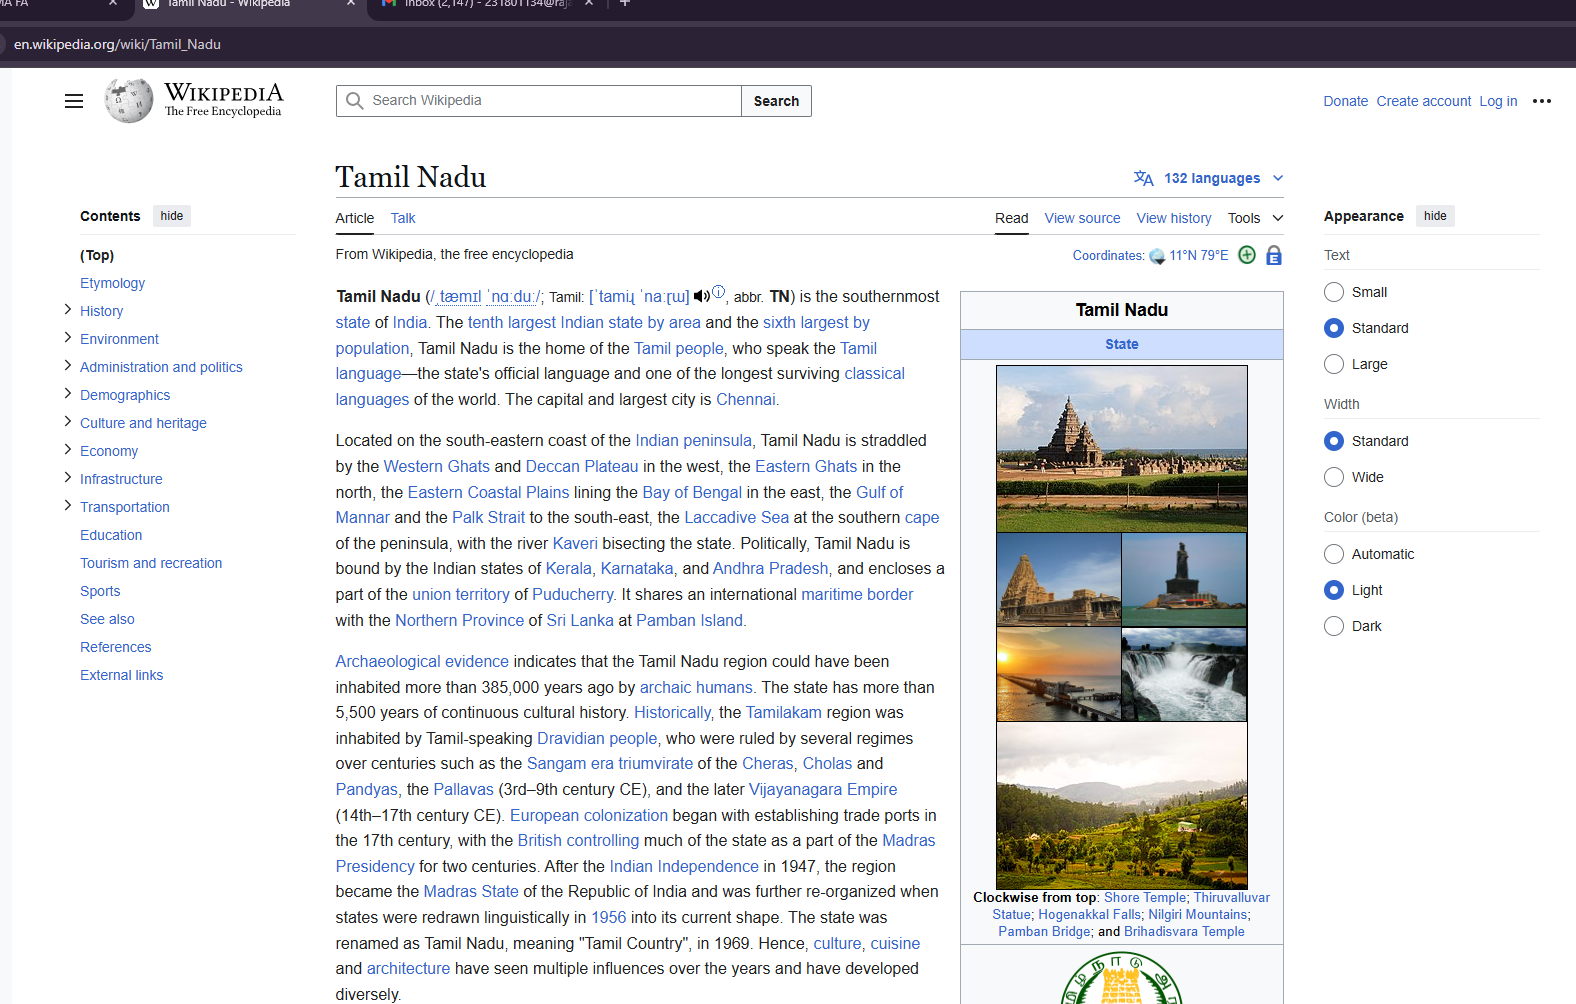 MA FA
Tamil Nadu - Wikipedia
Inbox (2,147) - 231801134@raja
en.wikipedia.org/wiki/Tamil_Nadu
WIKIPEDIA
The Free Encyclopedia
Search Wikipedia
Search
Donate Create account Log in
Tamil Nadu
132 languages
Article Talk
Read View source View history Tools
From Wikipedia, the free encyclopedia
Coordinates: 11°N 79°E
Contents hide
(Top)
Etymology
History
Environment
Administration and politics
Demographics
Culture and heritage
Economy
Infrastructure
Transportation
Education
Tourism and recreation
Sports
See also
References
External links
Tamil Nadu (/ˌtæmɪl ˈnɑːduː/; Tamil: [ˈtamiɻ ˈnaːɽɯ] ⓘ, abbr. TN) is the southernmost
state of India. The tenth largest Indian state by area and the sixth largest by
population, Tamil Nadu is the home of the Tamil people, who speak the Tamil
language—the state's official language and one of the longest surviving classical
languages of the world. The capital and largest city is Chennai.
Located on the south-eastern coast of the Indian peninsula, Tamil Nadu is straddled
by the Western Ghats and Deccan Plateau in the west, the Eastern Ghats in the
north, the Eastern Coastal Plains lining the Bay of Bengal in the east, the Gulf of
Mannar and the Palk Strait to the south-east, the Laccadive Sea at the southern cape
of the peninsula, with the river Kaveri bisecting the state. Politically, Tamil Nadu is
bound by the Indian states of Kerala, Karnataka, and Andhra Pradesh, and encloses a
part of the union territory of Puducherry. It shares an international maritime border
with the Northern Province of Sri Lanka at Pamban Island.
Archaeological evidence indicates that the Tamil Nadu region could have been
inhabited more than 385,000 years ago by archaic humans. The state has more than
5,500 years of continuous cultural history. Historically, the Tamilakam region was
inhabited by Tamil-speaking Dravidian people, who were ruled by several regimes
over centuries such as the Sangam era triumvirate of the Cheras, Cholas and
Pandyas, the Pallavas (3rd–9th century CE), and the later Vijayanagara Empire
(14th–17th century CE). European colonization began with establishing trade ports in
the 17th century, with the British controlling much of the state as a part of the Madras
Presidency for two centuries. After the Indian Independence in 1947, the region
became the Madras State of the Republic of India and was further re-organized when
states were redrawn linguistically in 1956 into its current shape. The state was
renamed as Tamil Nadu, meaning "Tamil Country", in 1969. Hence, culture, cuisine
and architecture have seen multiple influences over the years and have developed
diversely.
Tamil Nadu
State
Clockwise from top: Shore Temple; Thiruvalluvar
Statue; Hogenakkal Falls; Nilgiri Mountains;
Pamban Bridge; and Brihadisvara Temple
Appearance hide
Text
Small
Standard
Large
Width
Standard
Wide
Color (beta)
Automatic
Light
Dark